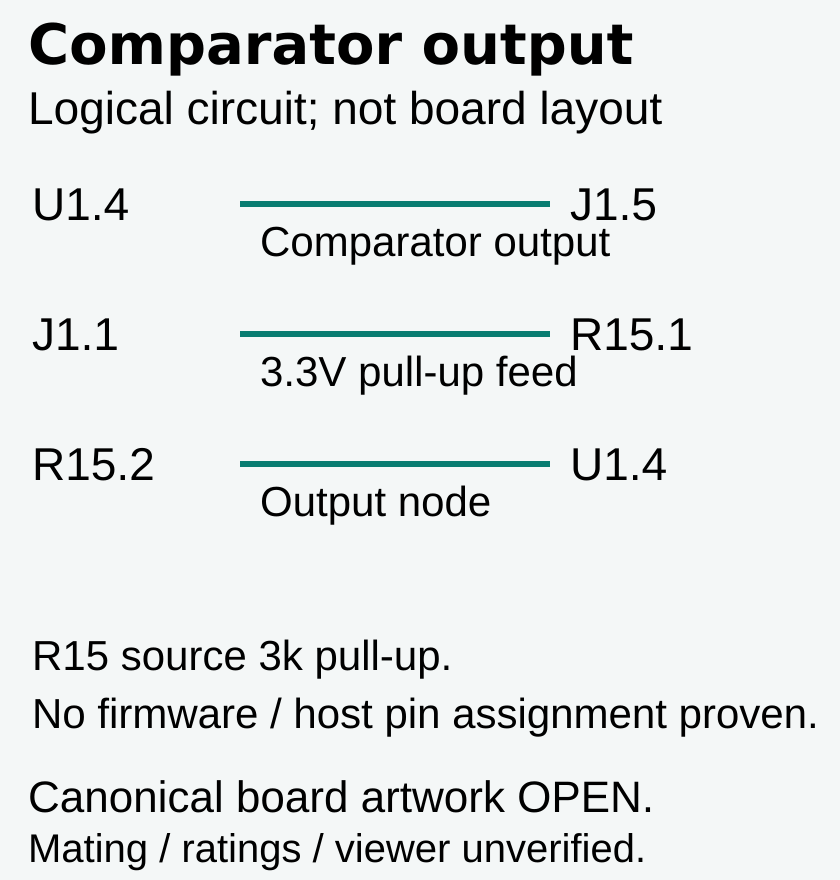 Comparator output
Logical circuit; not board layout
U1.4 J1.5
Comparator output
J1.1 R15.1
3.3V pull-up feed
R15.2 U1.4
Output node
R15 source 3k pull-up.
No firmware / host pin assignment proven.
Canonical board artwork OPEN.
Mating / ratings / viewer unverified.